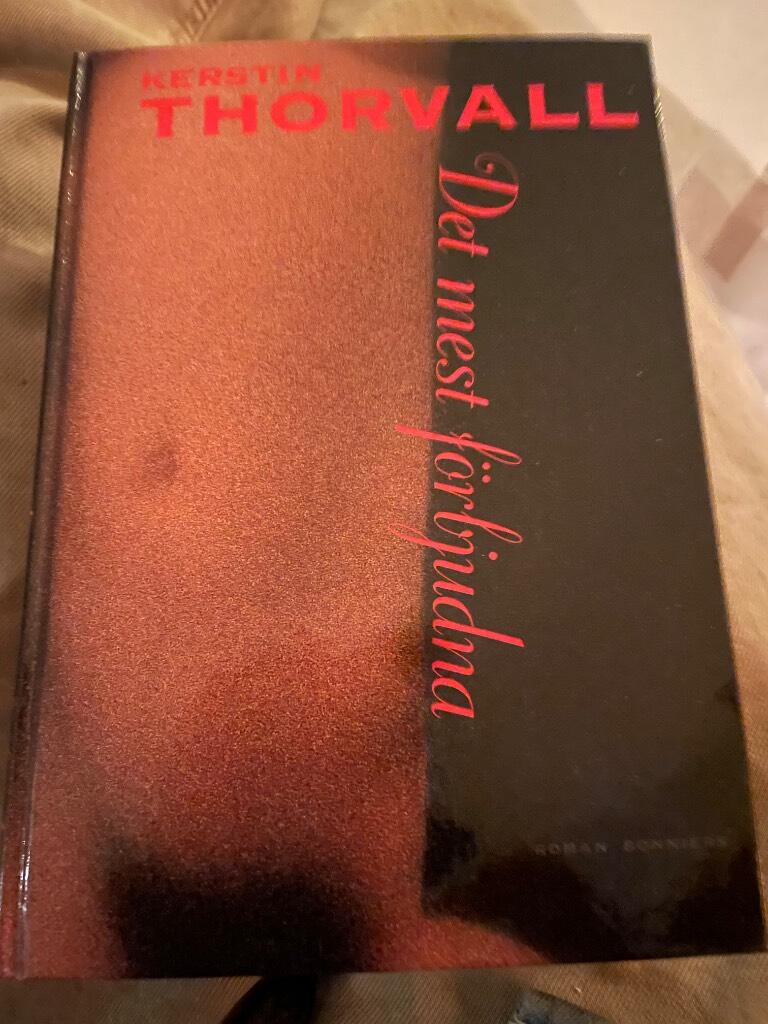 KERSTIN
THORVALL
Det mest förbjudna
ROMAN BONNIERS